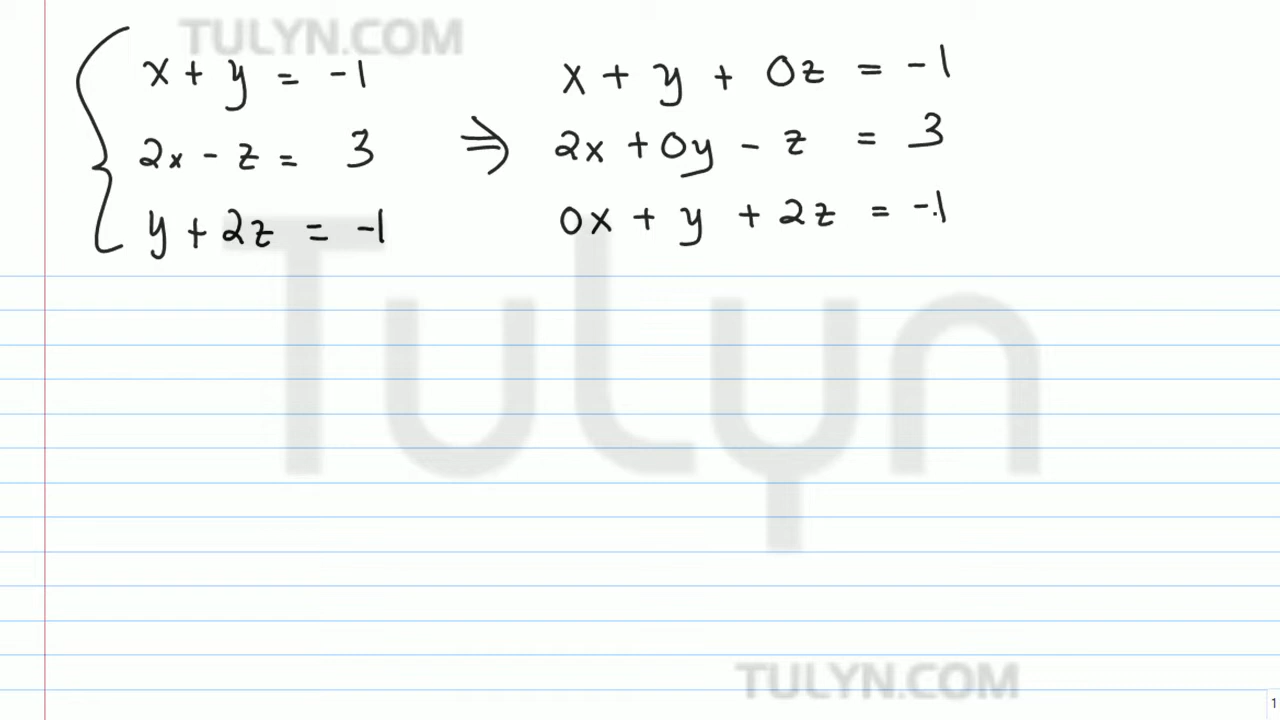 TULYN.COM
x + y = -1 ⇒ x + y + 0z = -1
2x - z = 3 2x + 0y - z = 3
y + 2z = -1 0x + y + 2z = -1
TULYN
TULYN.COM
1